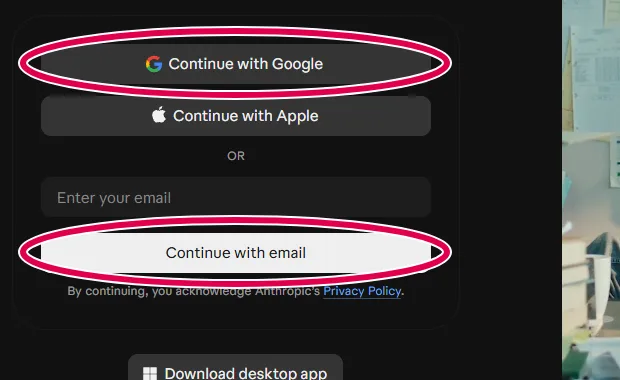 Continue with Google
Continue with Apple
OR
Enter your email
Continue with email
By continuing, you acknowledge Anthropic's Privacy Policy.
Download desktop app